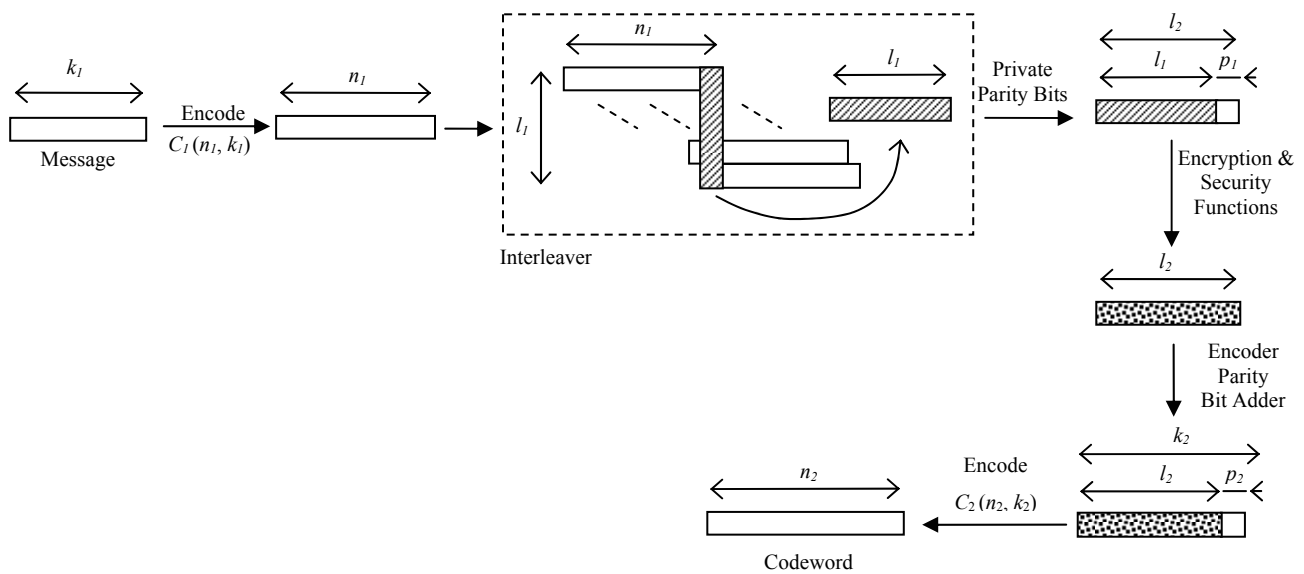 k₁
Message
Encode
C₁ (n₁, k₁)
n₁
n₁
l₁
l₁
Interleaver
Private
Parity Bits
l₂
l₁ p₁
Encryption &
Security
Functions
l₂
Encoder
Parity
Bit Adder
k₂
l₂ p₂
Encode
C₂ (n₂, k₂)
n₂
Codeword